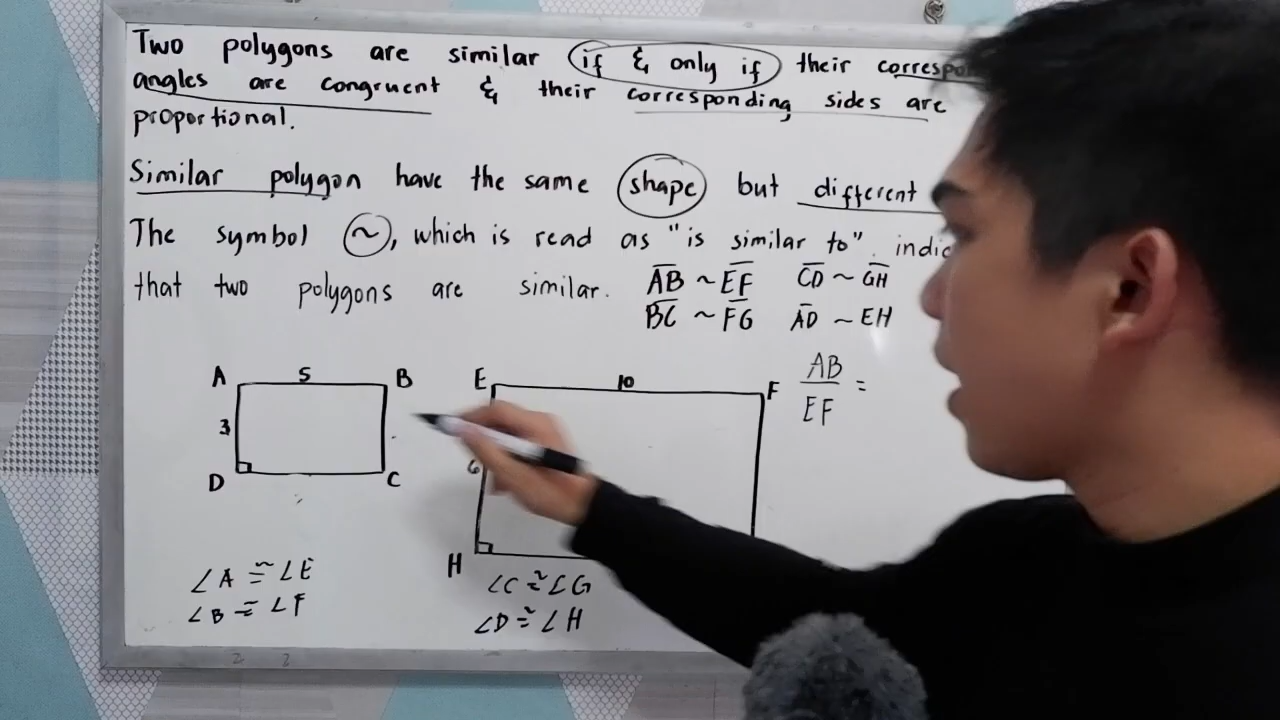 Two polygons are similar if & only if their
angles are congruent & their corresponding sides are
proportional.
Similar polygon have the same shape but different
The symbol ~, which is read as "is similar to".
that two polygons are similar.
AB ~ EF CD ~ GH
BC ~ FG AD ~ EH
AB
EF =
A 5 B
3
D C
E 10 F
6
H
∠A ≅ ∠E
∠B ≅ ∠F
∠C ≅ ∠G
∠D ≅ ∠H